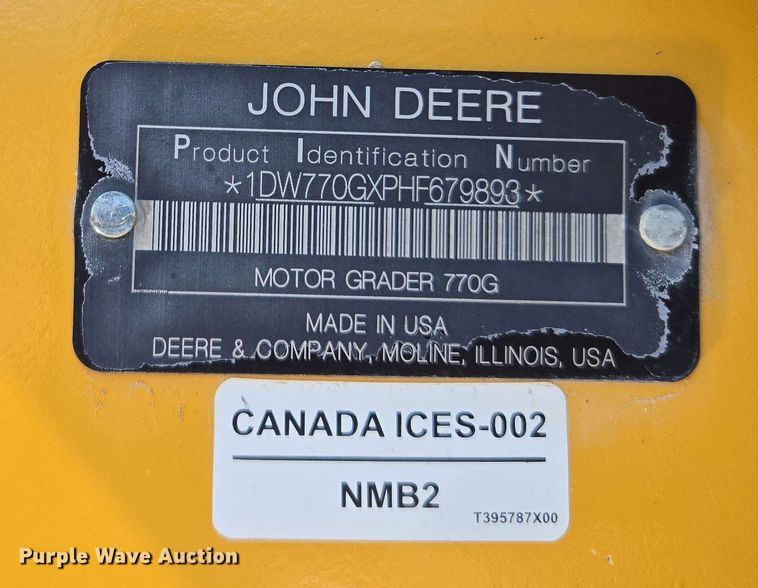 JOHN DEERE
Product Identification Number
*1DW770GXPHF679893*
MOTOR GRADER 770G
MADE IN USA
DEERE & COMPANY, MOLINE, ILLINOIS, USA
CANADA ICES-002
NMB2
T395787X00
Purple Wave Auction